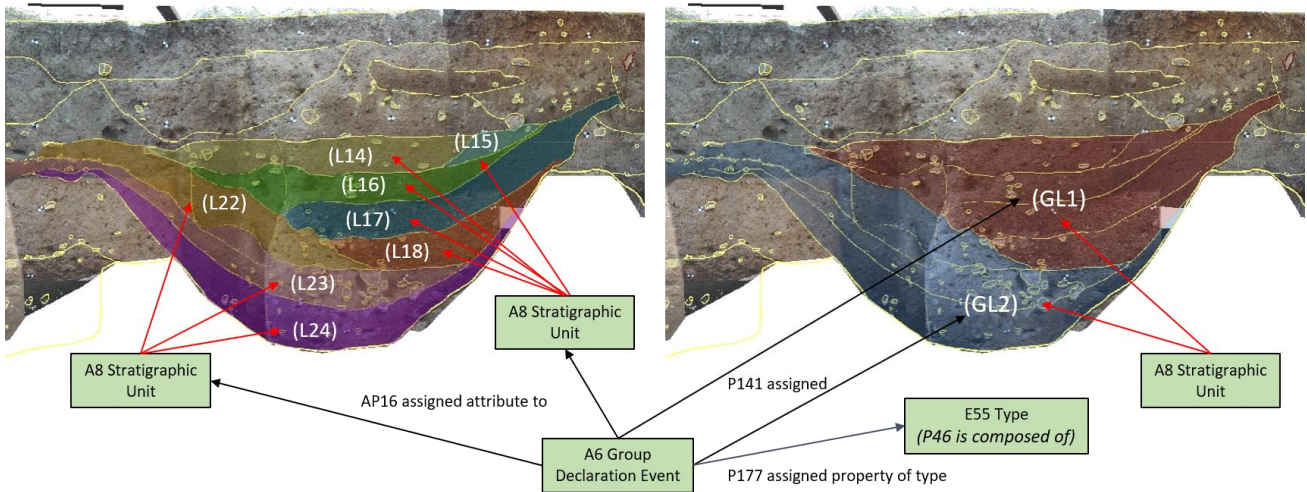 (L15)
(L14)
(L16)
(L22)
(L17)
(L18)
(L23)
(L24)
(GL1)
(GL2)
A8 Stratigraphic
Unit
A8 Stratigraphic
Unit
A8 Stratigraphic
Unit
P141 assigned
AP16 assigned attribute to
E55 Type
(P46 is composed of)
A6 Group
Declaration Event
P177 assigned property of type